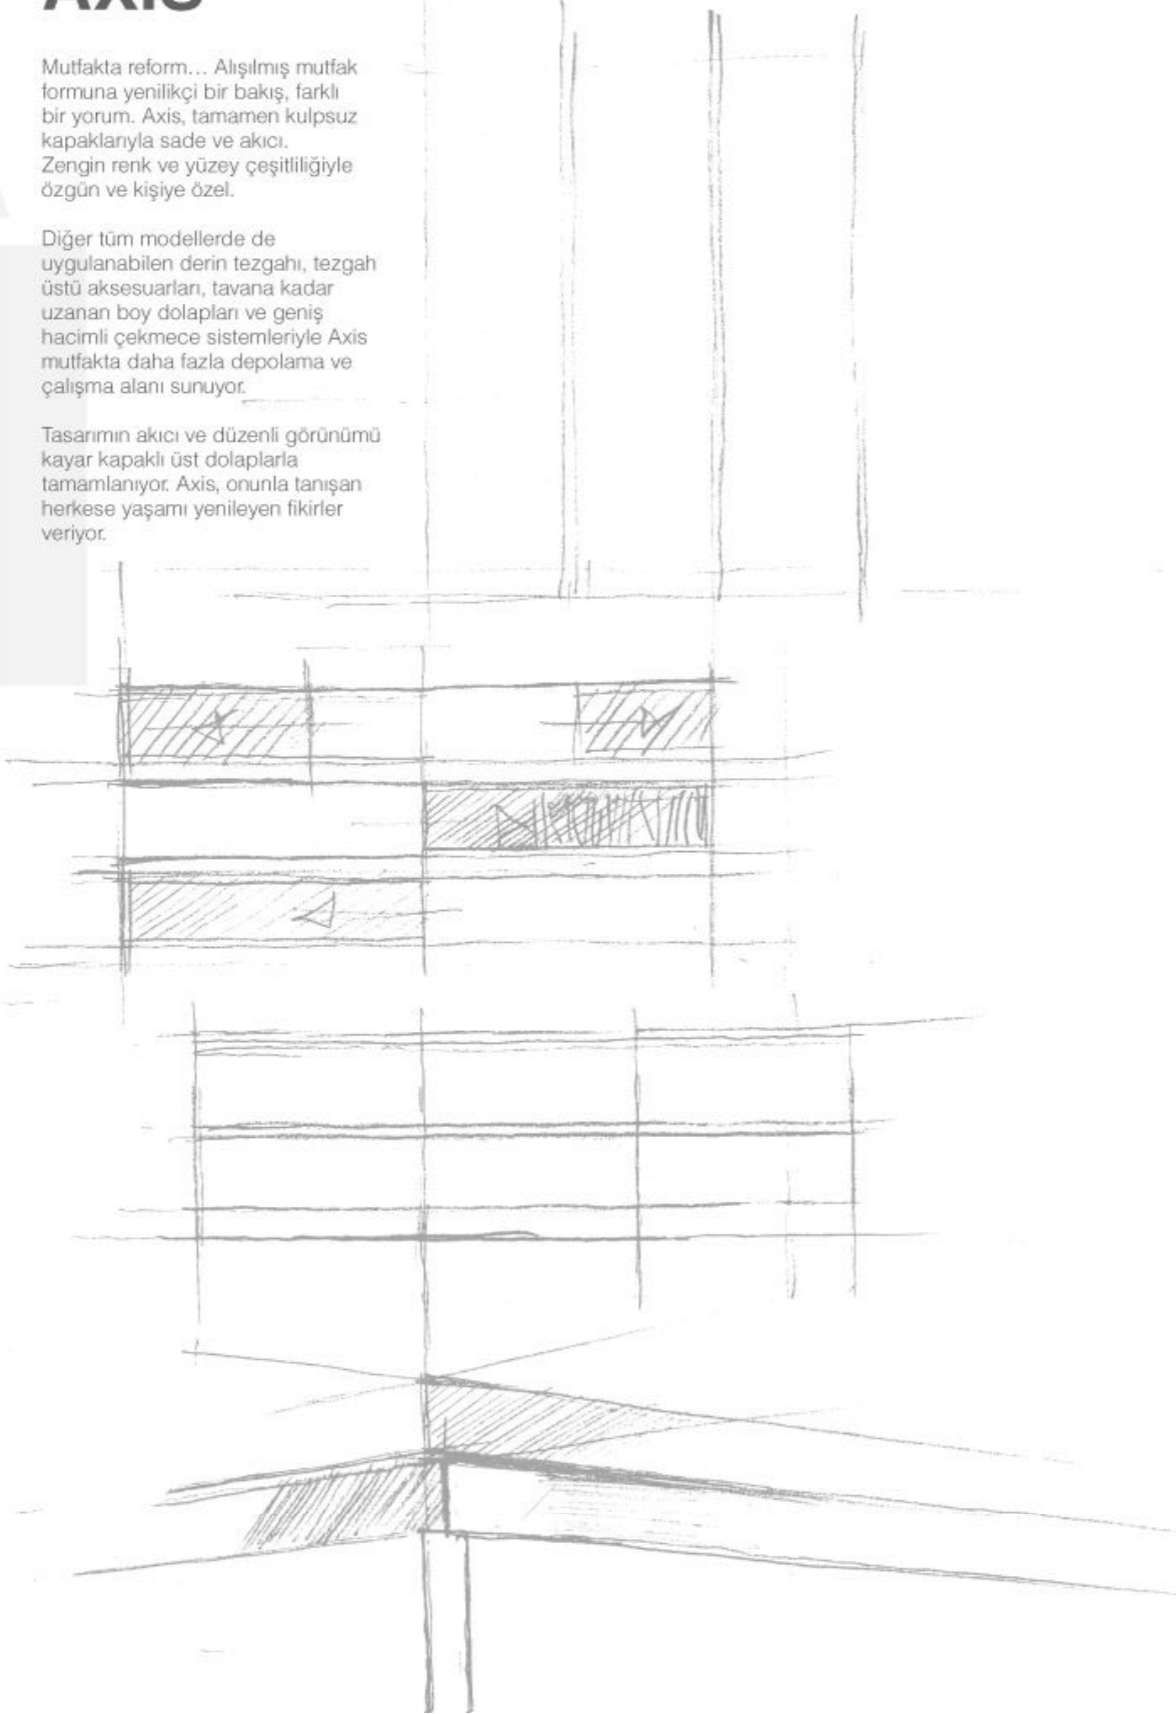 AXIS
Mutfakta reform... Alışılmış mutfak
formuna yenilikçi bir bakış, farklı
bir yorum. Axis, tamamen kulpsuz
kapaklarıyla sade ve akıcı.
Zengin renk ve yüzey çeşitliliğiyle
özgün ve kişiye özel.
Diğer tüm modellerde de
uygulanabilen derin tezgahı, tezgah
üstü aksesuarları, tavana kadar
uzanan boy dolapları ve geniş
hacimli çekmece sistemleriyle Axis
mutfakta daha fazla depolama ve
çalışma alanı sunuyor.
Tasarımın akıcı ve düzenli görünümü
kayar kapaklı üst dolaplarla
tamamlanıyor. Axis, onunla tanışan
herkese yaşamı yenileyen fikirler
veriyor.